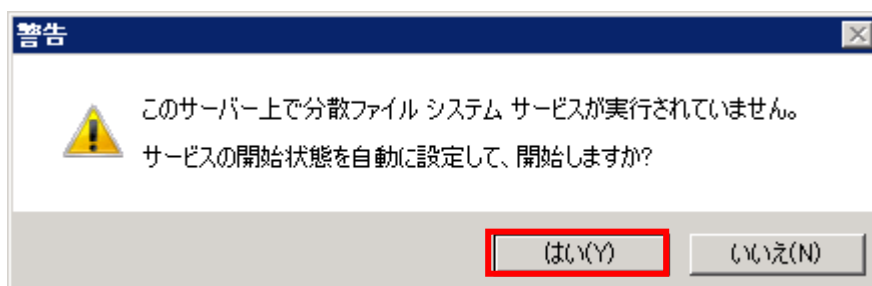 警告
このサーバー上で分散ファイル システム サービスが実行されていません。
サービスの開始状態を自動に設定して、開始しますか?
はい(Y) いいえ(N)